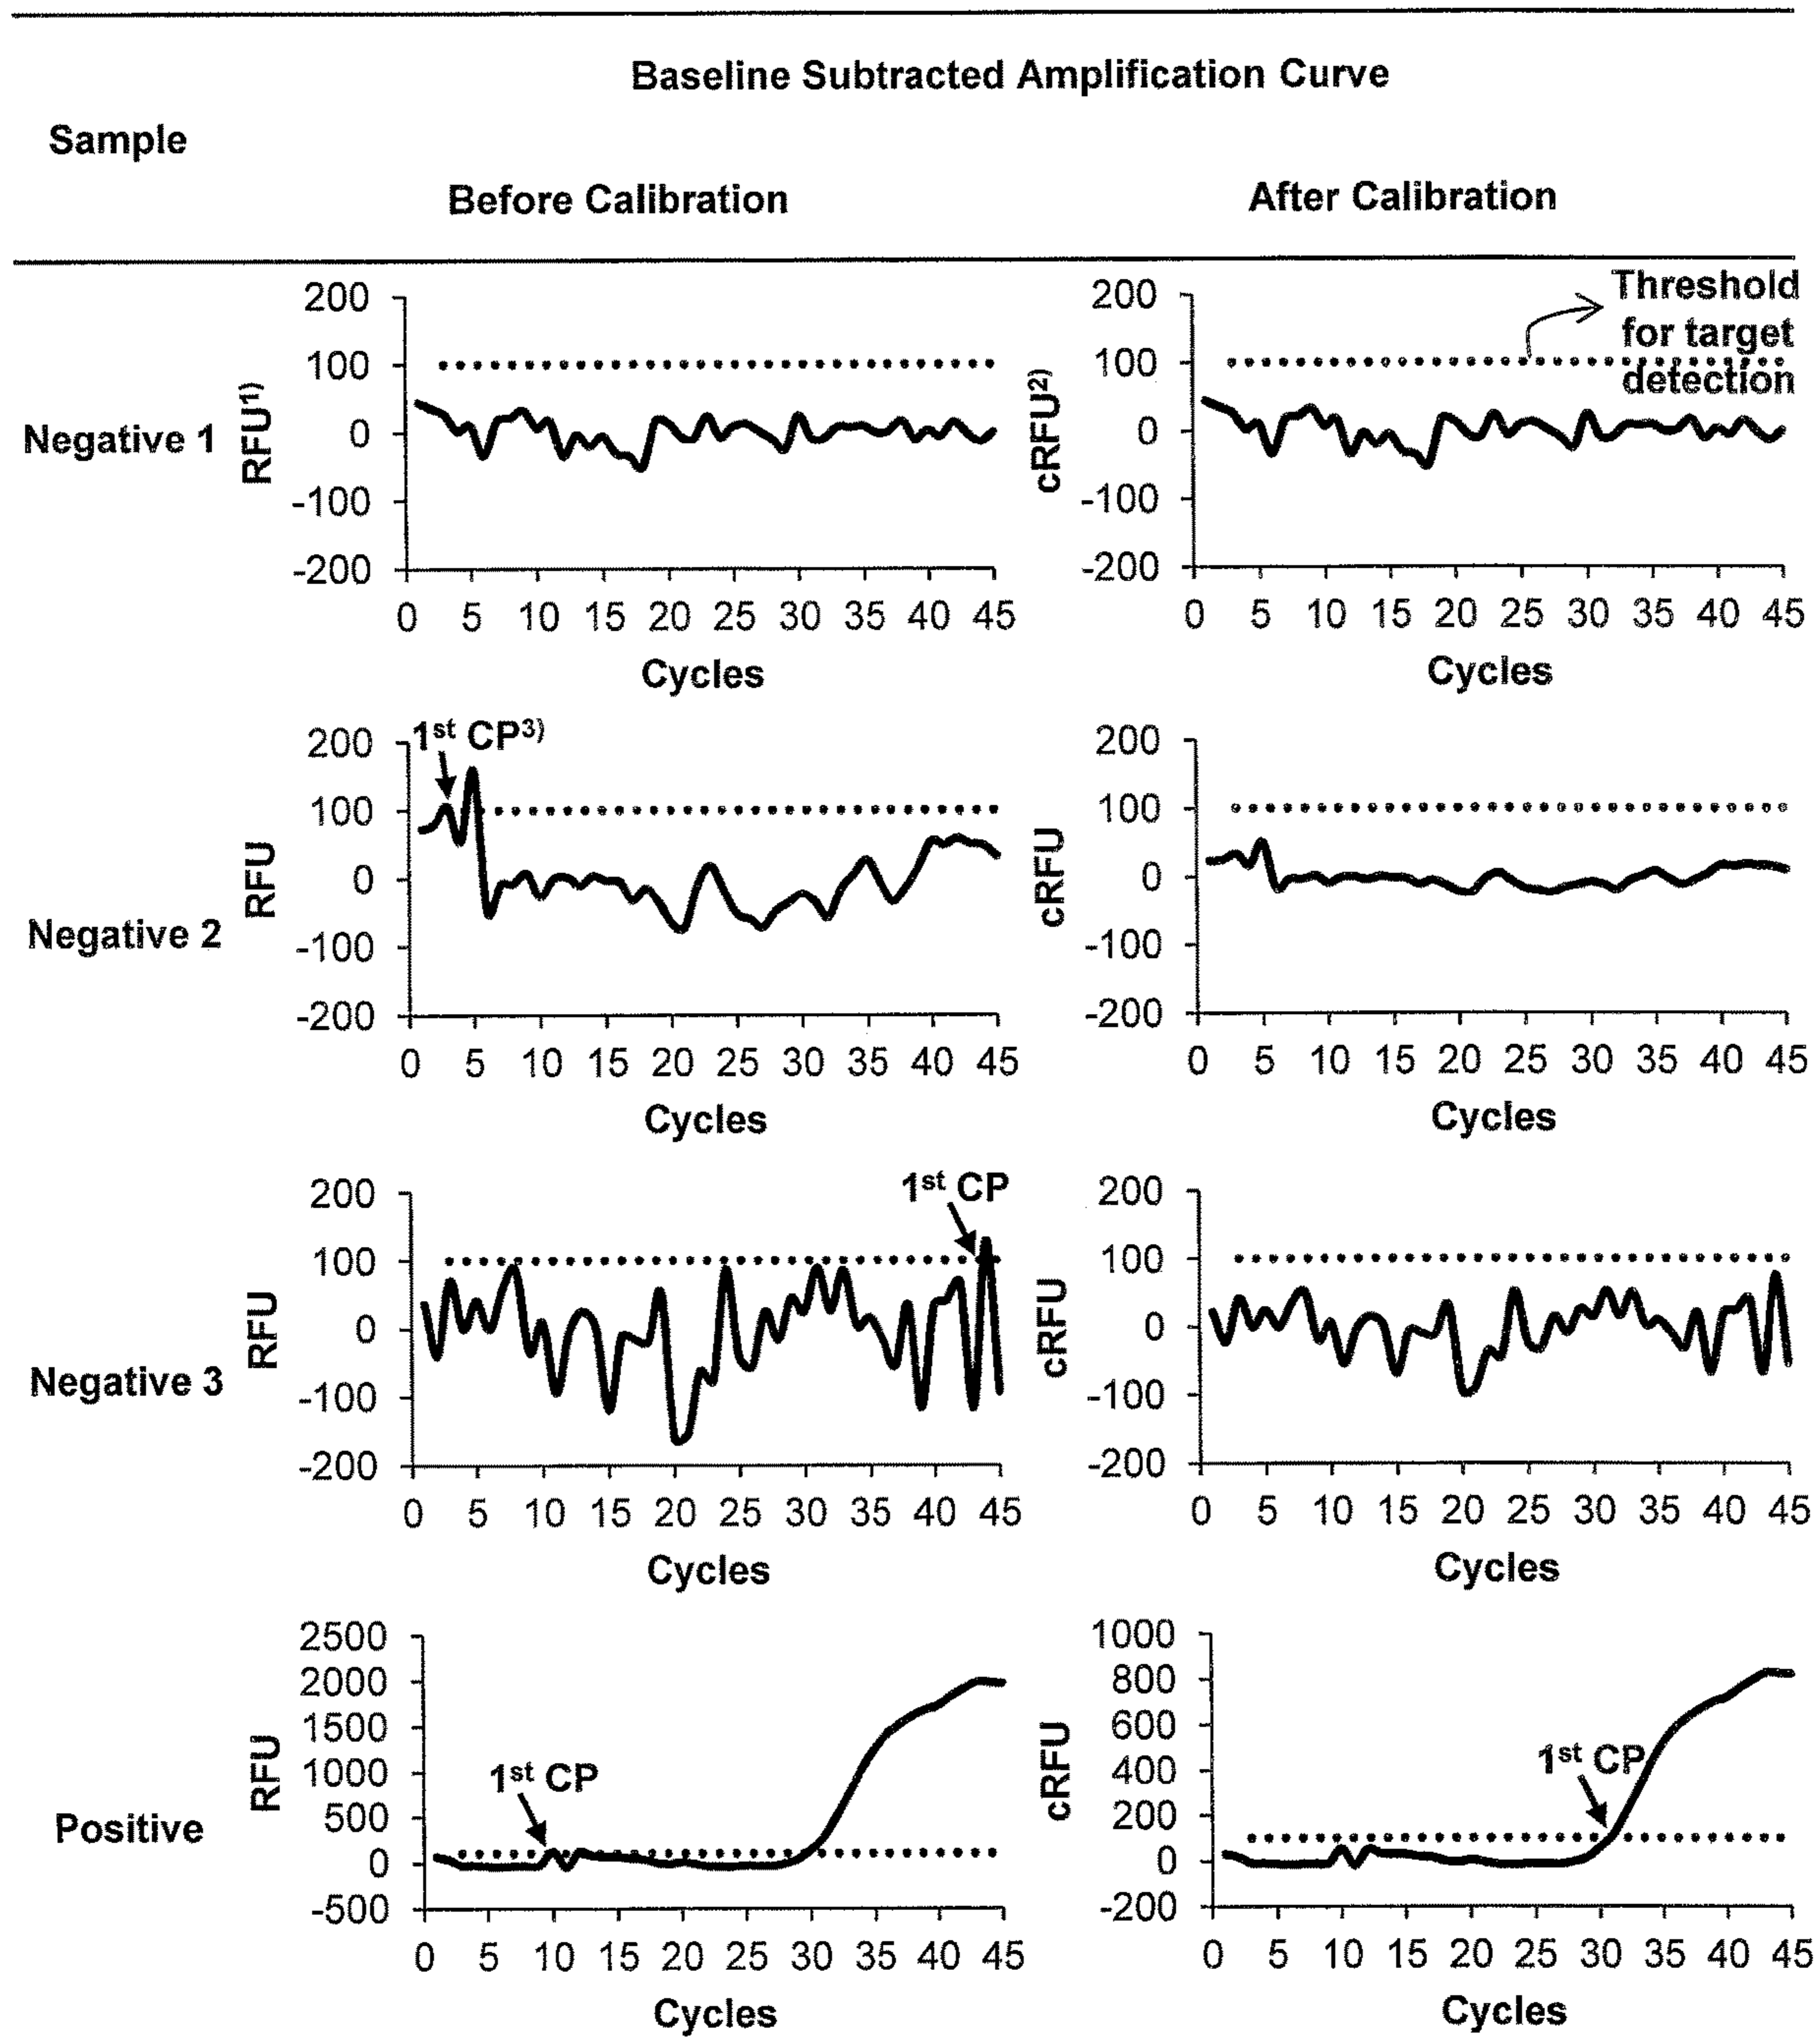 Baseline Subtracted Amplification Curve
Sample
Before Calibration
After Calibration
Negative 1
RFU1)
200
100
0
-100
-200
0 5 10 15 20 25 30 35 40 45
Cycles
cRFU2)
200
100
0
-100
-200
Threshold
for target
detection
0 5 10 15 20 25 30 35 40 45
Cycles
Negative 2
RFU
200
100
0
-100
-200
1st CP3)
0 5 10 15 20 25 30 35 40 45
Cycles
cRFU
200
100
0
-100
-200
0 5 10 15 20 25 30 35 40 45
Cycles
Negative 3
RFU
200
100
0
-100
-200
1st CP
0 5 10 15 20 25 30 35 40 45
Cycles
cRFU
200
100
0
-100
-200
0 5 10 15 20 25 30 35 40 45
Cycles
Positive
RFU
2500
2000
1500
1000
500
0
-500
1st CP
0 5 10 15 20 25 30 35 40 45
Cycles
cRFU
1000
800
600
400
200
0
-200
1st CP
0 5 10 15 20 25 30 35 40 45
Cycles